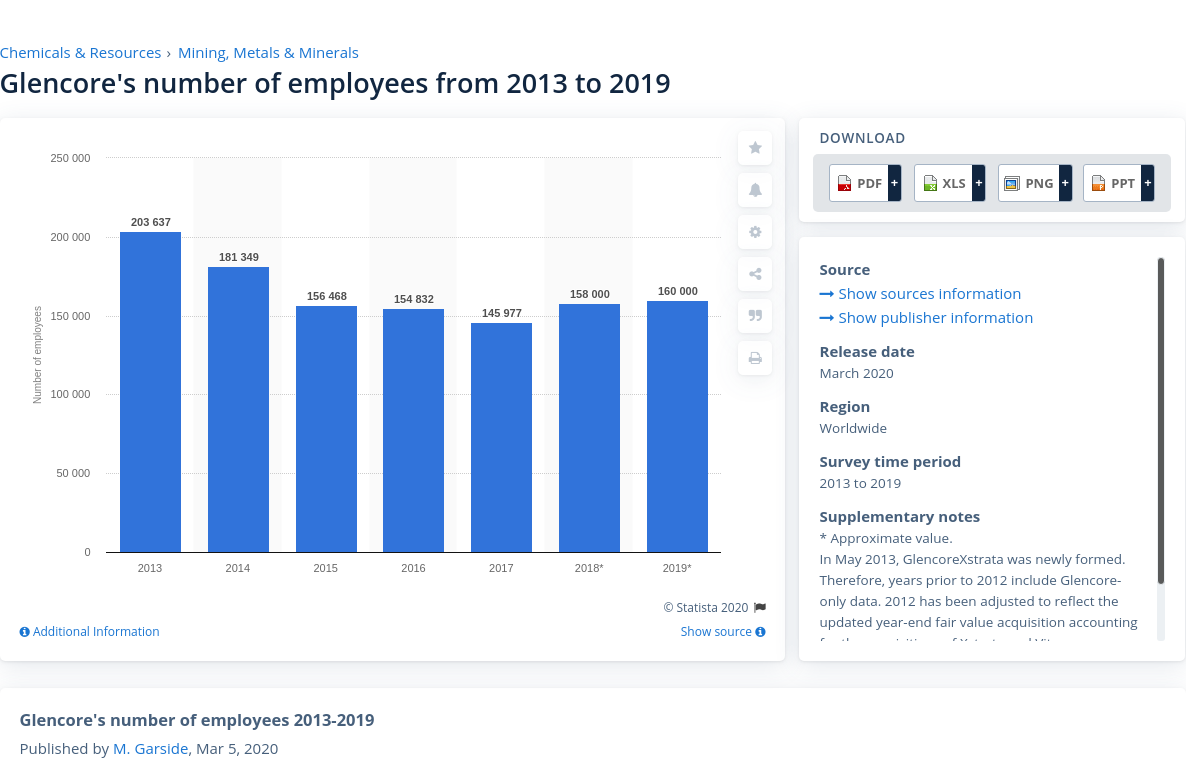 Chemicals & Resources › Mining, Metals & Minerals
Glencore's number of employees from 2013 to 2019
250 000
200 000
150 000
100 000
50 000
0
Number of employees
203 637
181 349
156 468
154 832
145 977
158 000
160 000
2013
2014
2015
2016
2017
2018*
2019*
© Statista 2020
Additional Information
Show source
DOWNLOAD
PDF +
XLS +
PNG +
PPT +
Source
Show sources information
Show publisher information
Release date
March 2020
Region
Worldwide
Survey time period
2013 to 2019
Supplementary notes
* Approximate value.
In May 2013, GlencoreXstrata was newly formed.
Therefore, years prior to 2012 include Glencore-
only data. 2012 has been adjusted to reflect the
updated year-end fair value acquisition accounting
Glencore's number of employees 2013-2019
Published by M. Garside, Mar 5, 2020